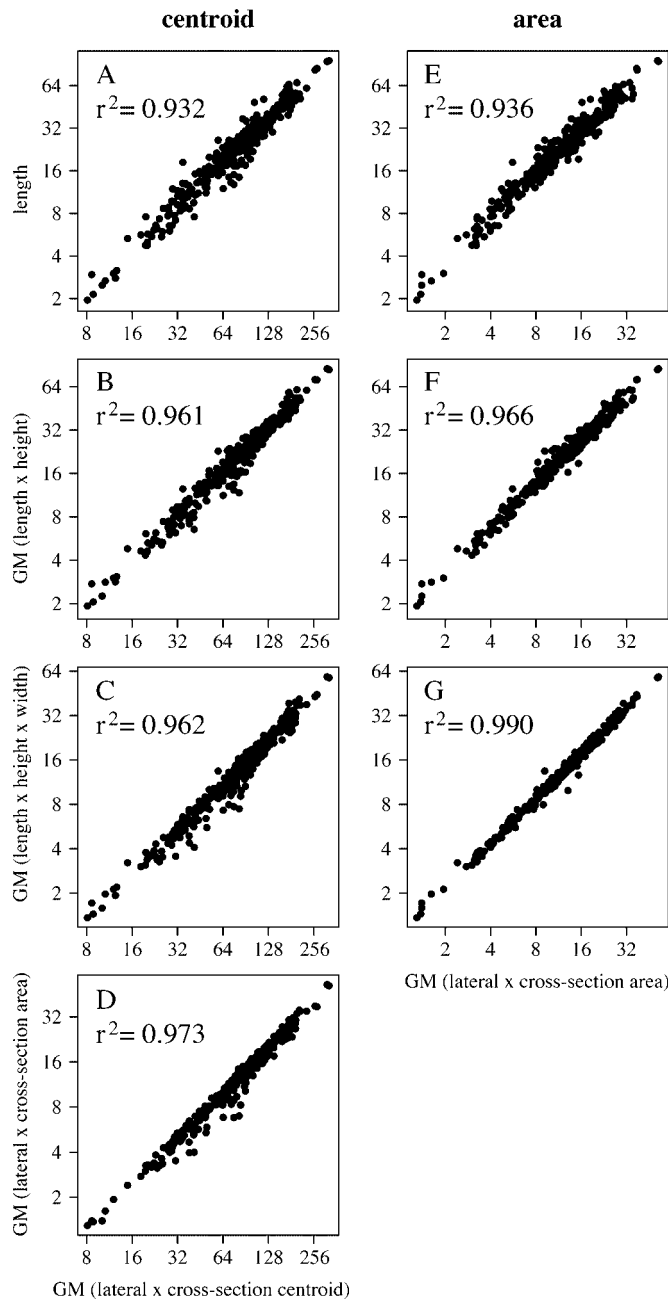 centroid
area
A
r²= 0.932
length
64
32
16
8
4
2
8 16 32 64 128 256
E
r²= 0.936
64
32
16
8
4
2
2 4 8 16 32
B
r²= 0.961
GM (length x height)
64
32
16
8
4
2
8 16 32 64 128 256
F
r²= 0.966
64
32
16
8
4
2
2 4 8 16 32
C
r²= 0.962
GM (length x height x width)
64
32
16
8
4
2
8 16 32 64 128 256
G
r²= 0.990
64
32
16
8
4
2
2 4 8 16 32
GM (lateral x cross-section area)
D
r²= 0.973
GM (lateral x cross-section area)
32
16
8
4
2
8 16 32 64 128 256
GM (lateral x cross-section centroid)